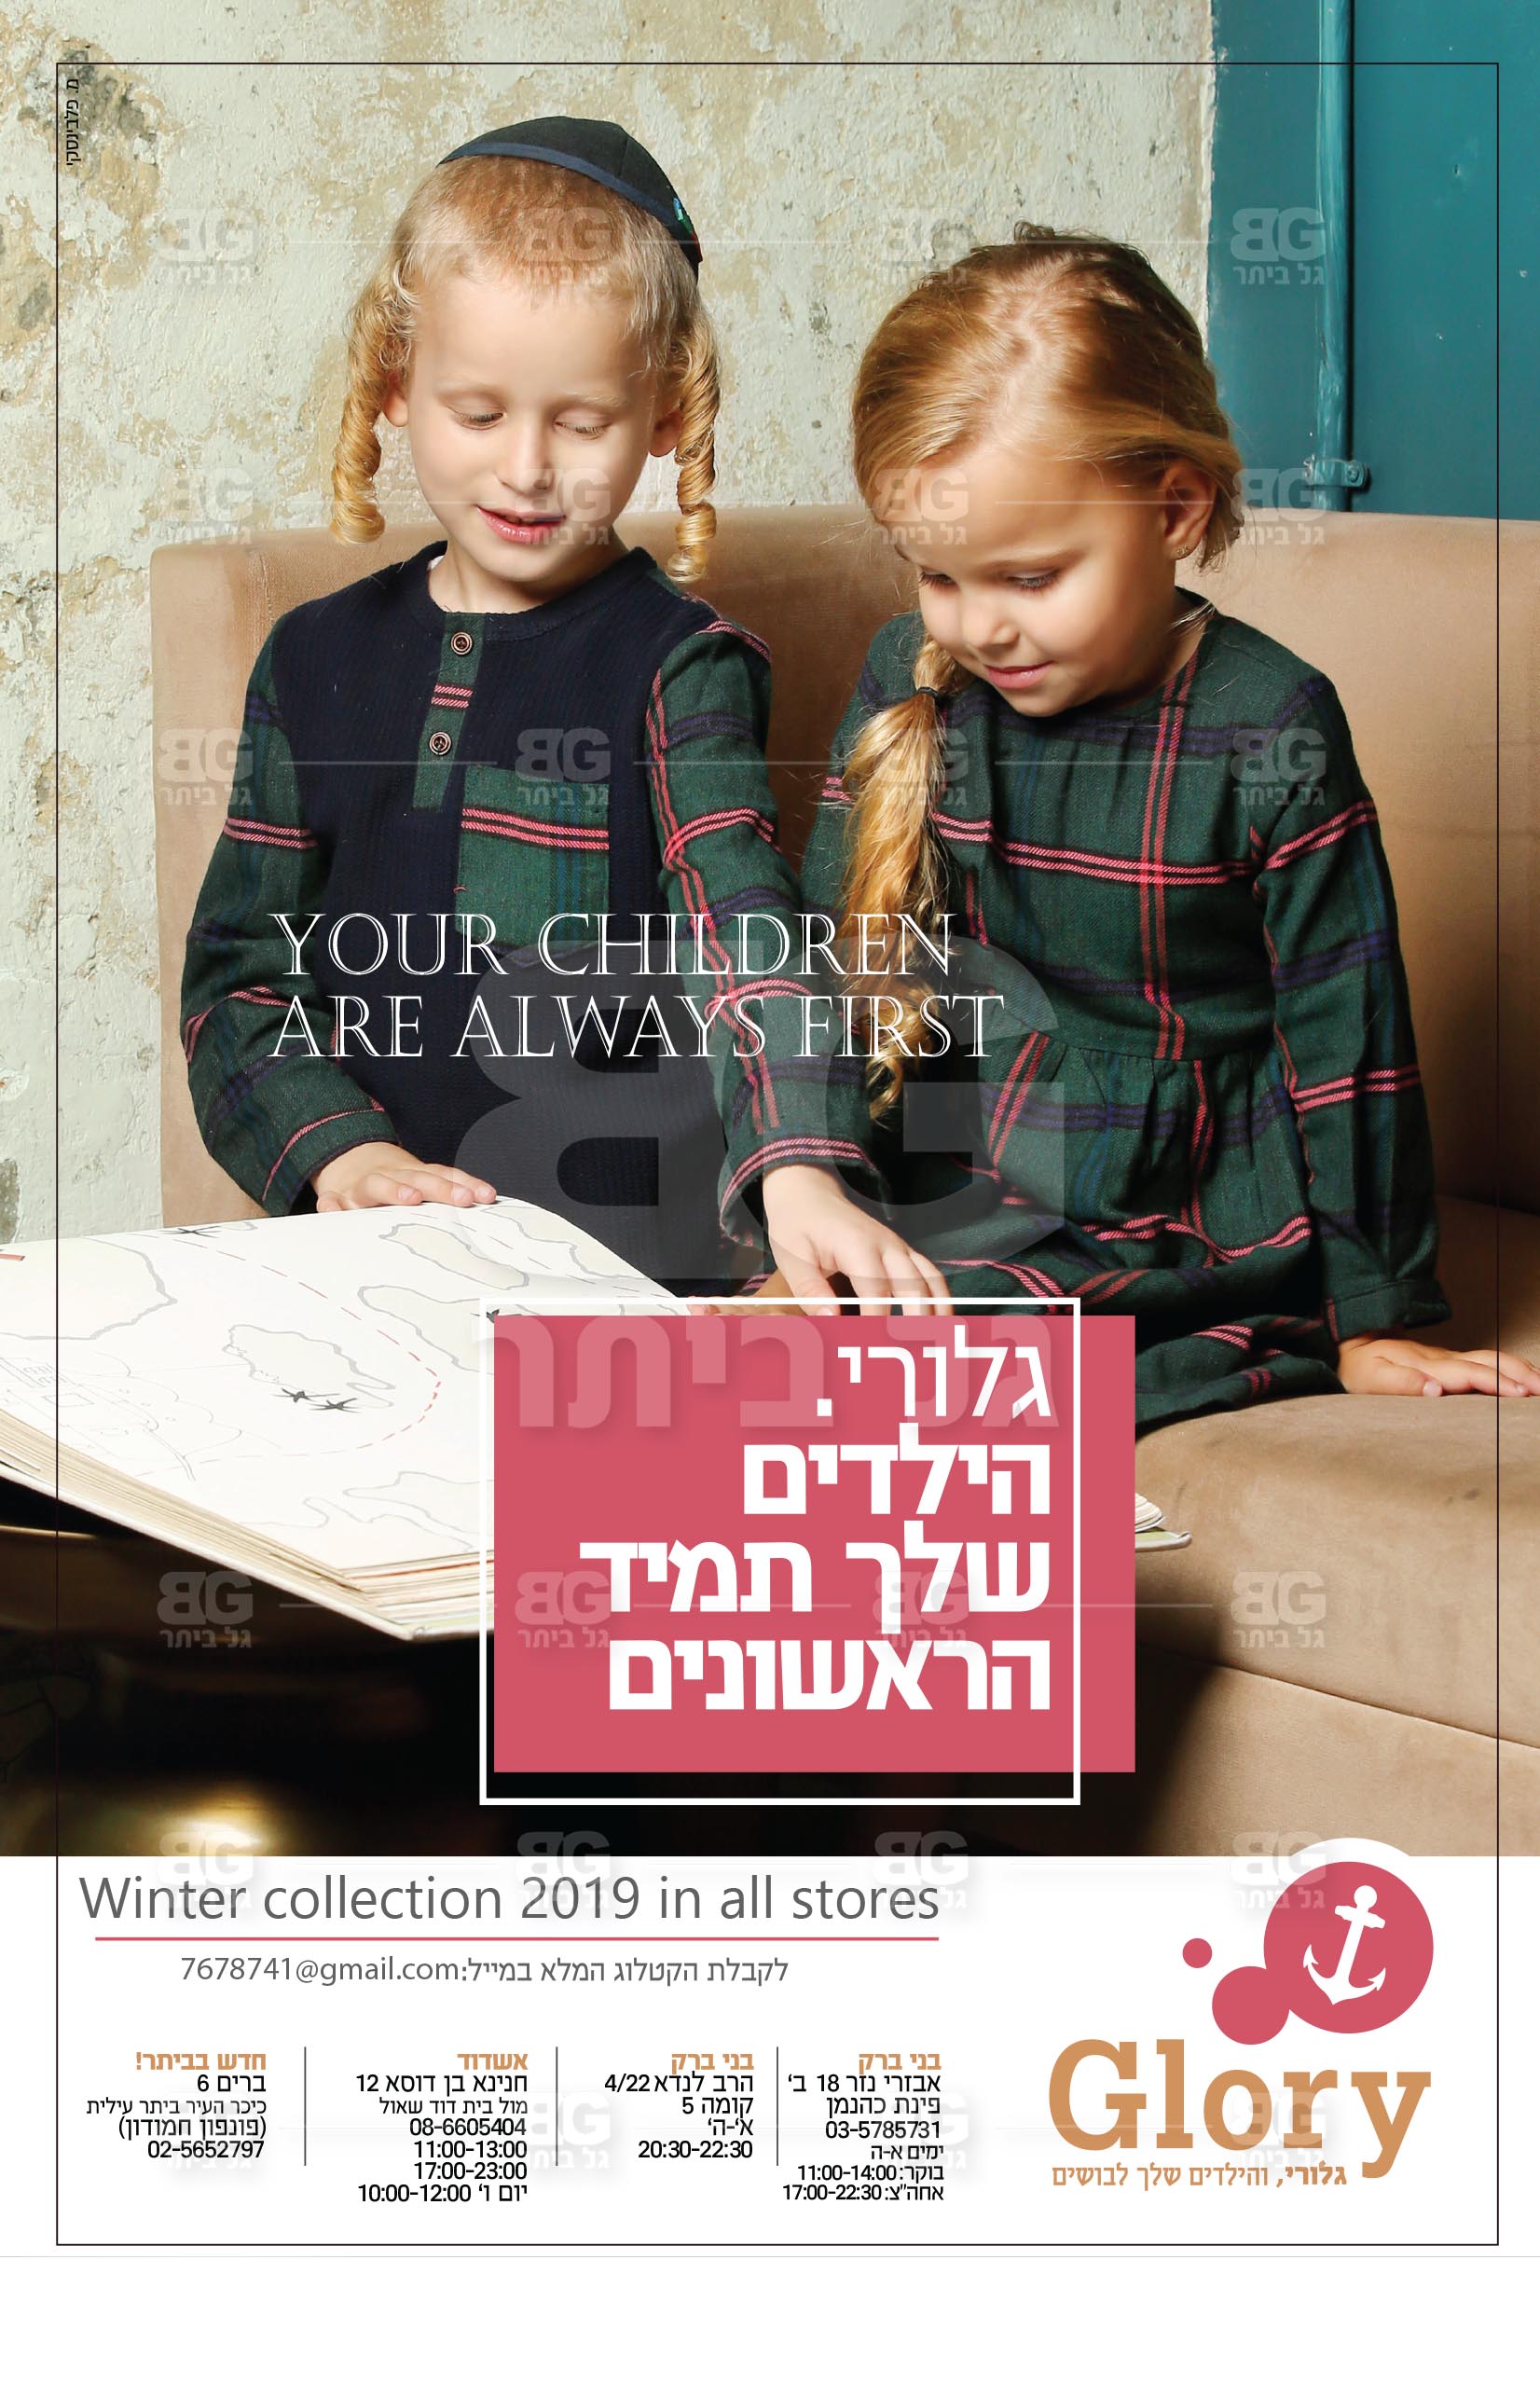 מ. פלבינסקי
YOUR CHILDREN
ARE ALWAYS FIRST
גלורי.
הילדים
שלך תמיד
הראשונים
Winter collection 2019 in all stores
לקבלת הקטלוג המלא במייל:7678741@gmail.com
Glory
גלורי, והילדים שלך לבושים
בני ברק
אבזרי נזר 18 ב'
פינת כהנמן
03-5785731
ימים א-ה
בוקר: 11:00-14:00
אחה"צ: 17:00-22:30
בני ברק
הרב לנדא 4/22
קומה 5
א'-ה'
20:30-22:30
אשדוד
חנינא בן דוסא 12
מול בית דוד שאול
08-6605404
11:00-13:00
17:00-23:00
יום ו' 10:00-12:00
חדש בביתר!
ברים 6
כיכר העיר ביתר עילית
(פונפון חמודון)
02-5652797
BG
גל ביתר